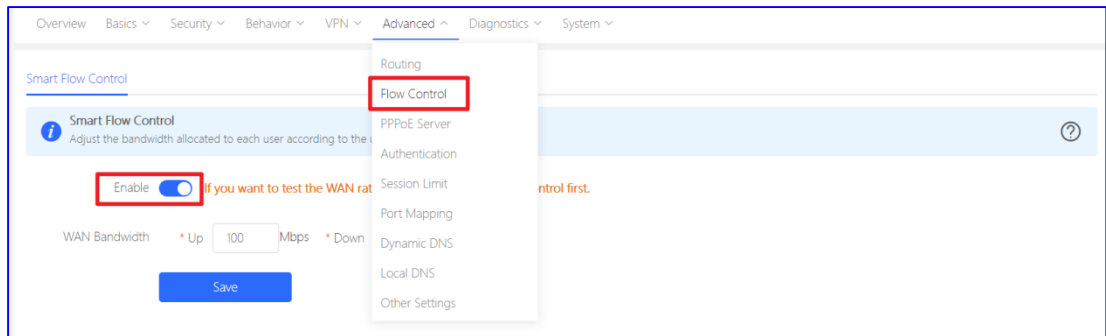 Overview Basics Security Behavior VPN Advanced Diagnostics System
Smart Flow Control
Smart Flow Control
Adjust the bandwidth allocated to each user according to the
Enable If you want to test the WAN rat ntrol first.
WAN Bandwidth * Up 100 Mbps * Down
Save
Routing
Flow Control
PPPoE Server
Authentication
Session Limit
Port Mapping
Dynamic DNS
Local DNS
Other Settings